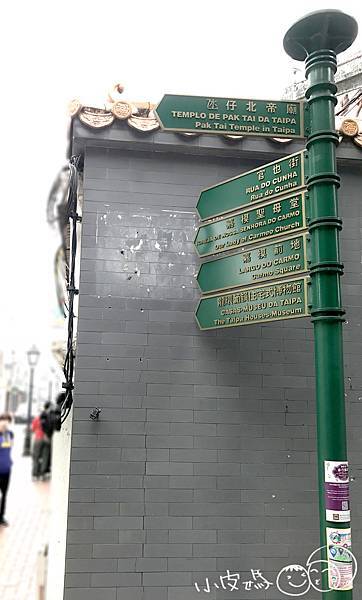 氹仔北帝廟
TEMPLO DE PAK TAI DA TAIPA
Pak Tai Temple in Taipa
官也街
RUA DO CUNHA
Rua do Cunha
嘉模聖母堂
IGREJA DE NOSSA SENHORA DO CARMO
Our Lady of Carmeo Church
嘉模前地
LARGO DO CARMO
Carmo Square
龍環葡韻住宅式博物館
CASAS-MUSEU DA TAIPA
The Taipa Houses-Museum
小皮媽